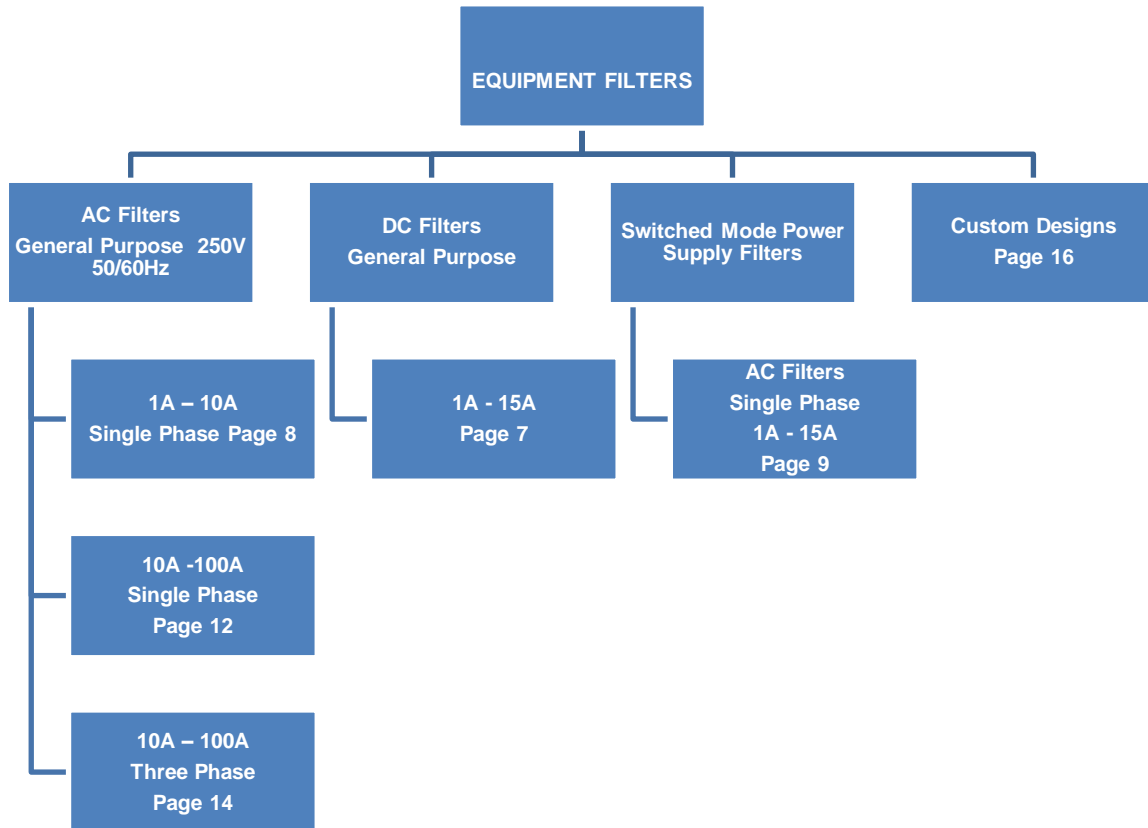 EQUIPMENT FILTERS
AC Filters
General Purpose 250V
50/60Hz
DC Filters
General Purpose
Switched Mode Power
Supply Filters
Custom Designs
Page 16
1A – 10A
Single Phase Page 8
1A - 15A
Page 7
AC Filters
Single Phase
1A - 15A
Page 9
10A -100A
Single Phase
Page 12
10A – 100A
Three Phase
Page 14